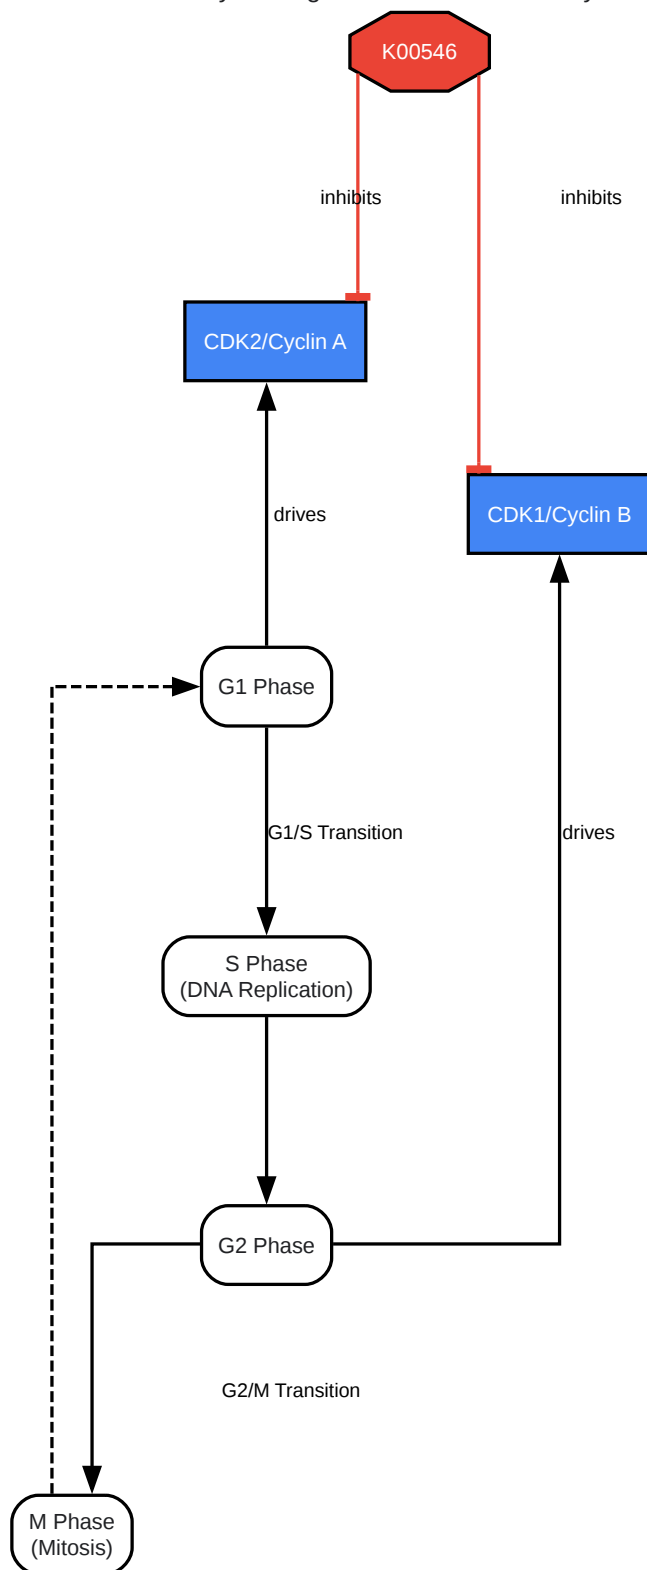 K00546
inhibits
inhibits
CDK2/Cyclin A
drives
CDK1/Cyclin B
G1 Phase
G1/S Transition
drives
S Phase
(DNA Replication)
G2 Phase
G2/M Transition
M Phase
(Mitosis)